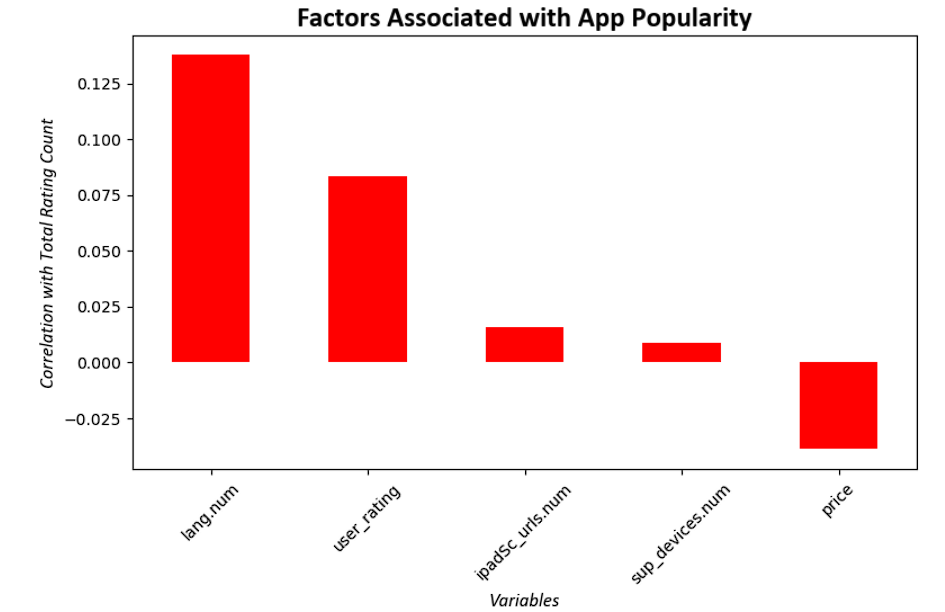 Factors Associated with App Popularity
Correlation with Total Rating Count
0.125
0.100
0.075
0.050
0.025
0.000
−0.025
lang.num
user_rating
ipadSc_urls.num
sup_devices.num
price
Variables